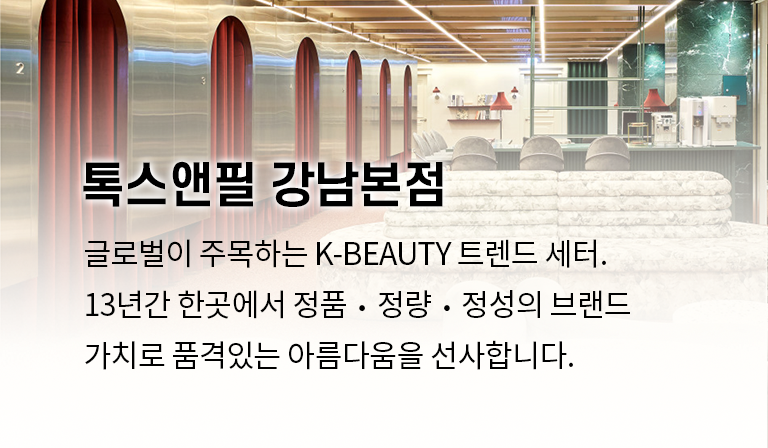 2
톡스앤필 강남본점
글로벌이 주목하는 K-BEAUTY 트렌드 세터.
13년간 한곳에서 정품 · 정량 · 정성의 브랜드
가치로 품격있는 아름다움을 선사합니다.